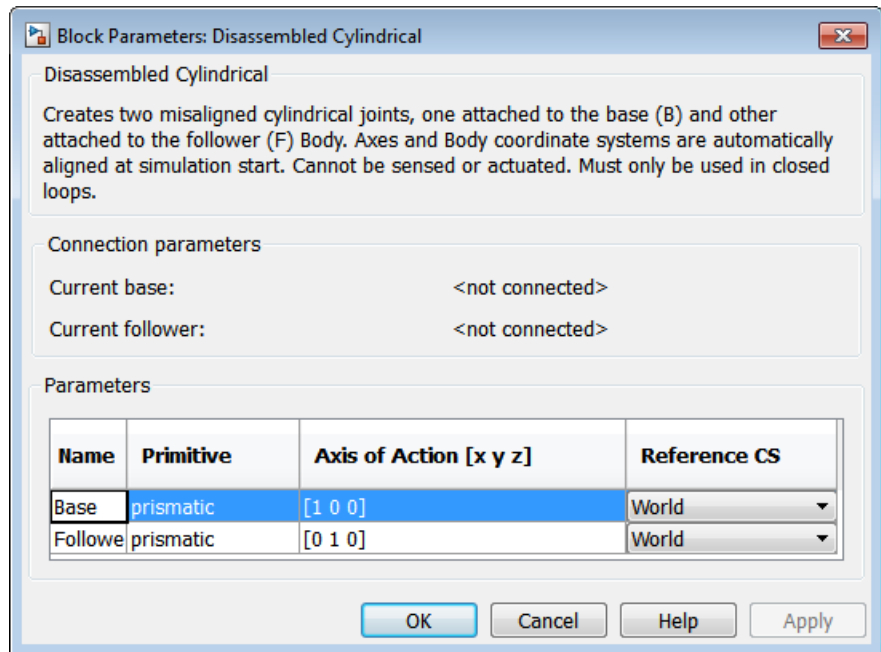 Block Parameters: Disassembled Cylindrical
Disassembled Cylindrical
Creates two misaligned cylindrical joints, one attached to the base (B) and other
attached to the follower (F) Body. Axes and Body coordinate systems are automatically
aligned at simulation start. Cannot be sensed or actuated. Must only be used in closed
loops.
Connection parameters
Current base: <not connected>
Current follower: <not connected>
Parameters
Name Primitive Axis of Action [x y z] Reference CS
Base prismatic [1 0 0] World
Followe prismatic [0 1 0] World
OK Cancel Help Apply